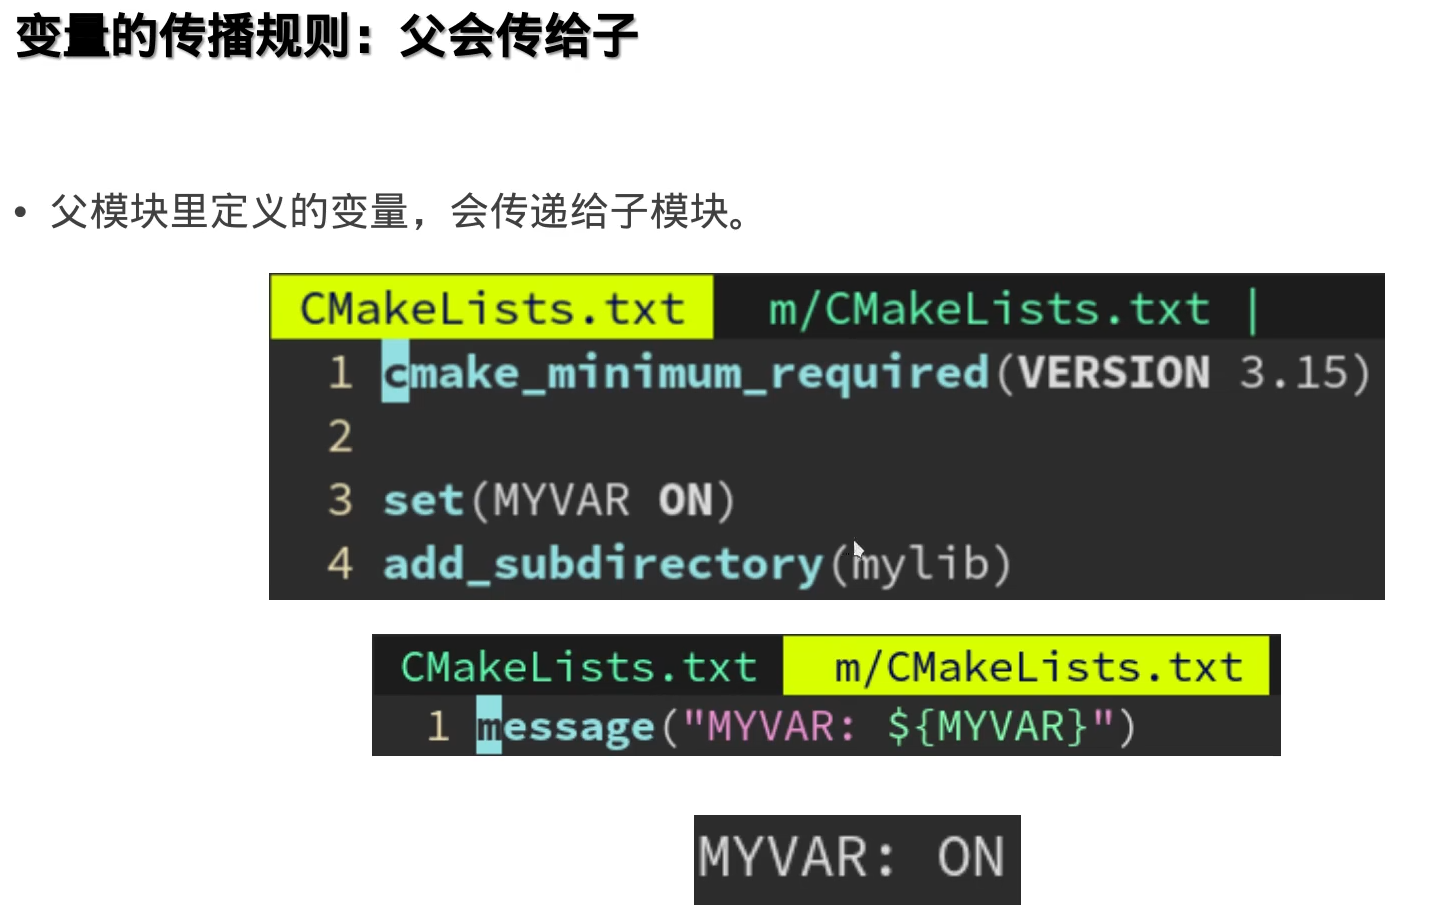 变量的传播规则：父会传给子
• 父模块里定义的变量，会传递给子模块。
CMakeLists.txt m/CMakeLists.txt |
1 cmake_minimum_required(VERSION 3.15)
2
3 set(MYVAR ON)
4 add_subdirectory(mylib)
CMakeLists.txt m/CMakeLists.txt
1 message("MYVAR: ${MYVAR}")
MYVAR: ON